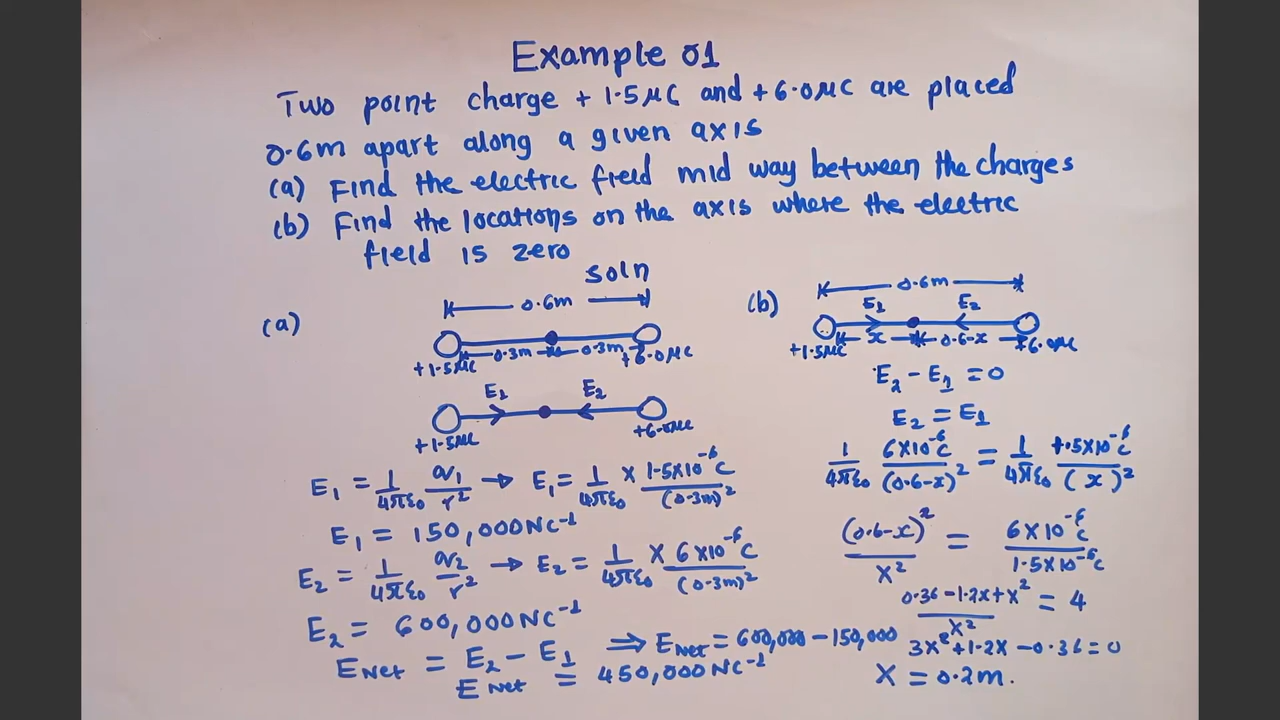 Example 01
Two point charge + 1.5μC and +6.0μC are placed
0.6m apart along a given axis
(a) Find the electric field mid way between the charges
(b) Find the locations on the axis where the electric
field is zero
soln
(a)
0.6m
0.3m 0.3m
+1.5μC +6.0μC
E₁ E₂
+1.5μC +6.0μC
E₁ = 1/4πε₀ q₁/r² → E₁ = 1/4πε₀ × 1.5×10⁻⁶C/(0.3m)²
E₁ = 150,000NC⁻¹
E₂ = 1/4πε₀ q₂/r² → E₂ = 1/4πε₀ × 6×10⁻⁶C/(0.3m)²
E₂ = 600,000NC⁻¹
E_Net = E₂ - E₁ ⇒ E_Net = 600,000 - 150,000
E_Net = 450,000NC⁻¹
(b)
0.6m
E₁ E₂
x 0.6-x
+1.5μC +6.0μC
E₂ - E₁ = 0
E₂ = E₁
1/4πε₀ 6×10⁻⁶C/(0.6-x)² = 1/4πε₀ 1.5×10⁻⁶C/(x)²
(0.6-x)²/x² = 6×10⁻⁶C/1.5×10⁻⁶C
0.36-1.2x+x²/x² = 4
3x²+1.2x-0.36=0
x = 0.2m.